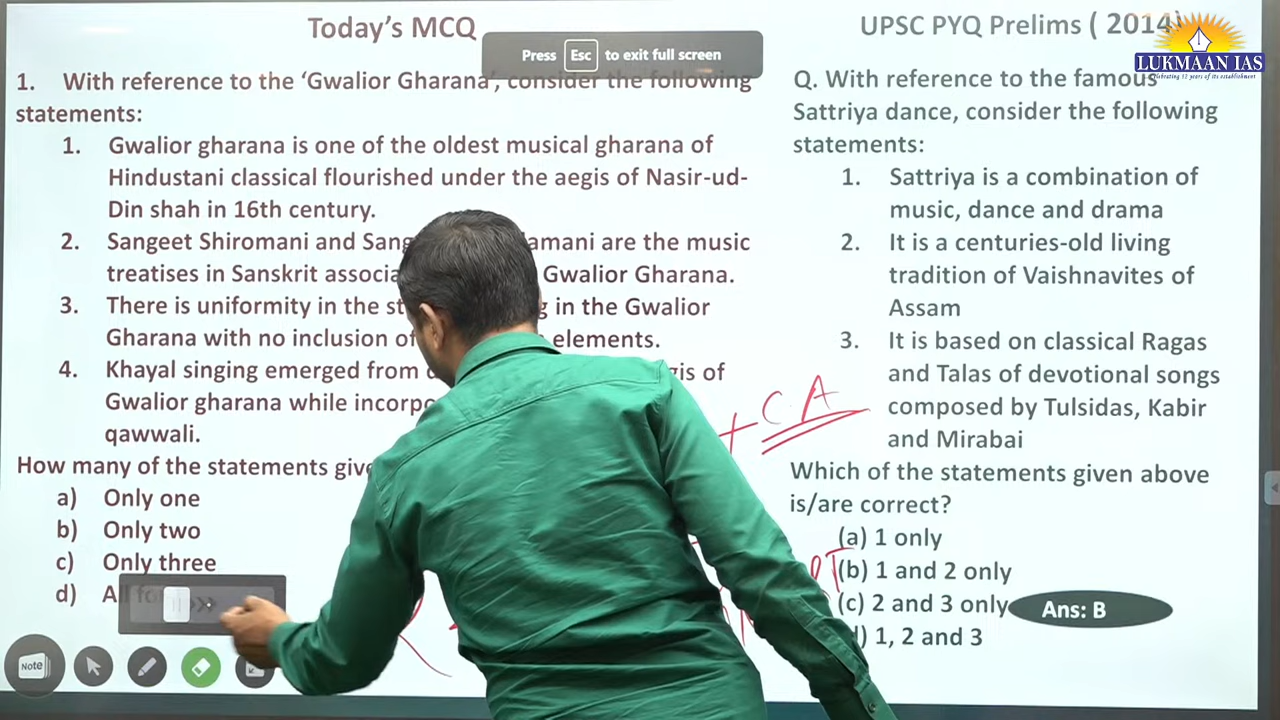 Today's MCQ
Press Esc to exit full screen
1. With reference to the 'Gwalior Gharana', consider the following
statements:
1. Gwalior gharana is one of the oldest musical gharana of
Hindustani classical flourished under the aegis of Nasir-ud-
Din shah in 16th century.
2. Sangeet Shiromani and are the music
treatises in Sanskrit Gwalior Gharana.
3. There is uniformity in the in the Gwalior
Gharana with no inclusion of elements.
4. Khayal singing emerged from of
Gwalior gharana while
qawwali.
How many of the statements
a) Only one
b) Only two
c) Only three
d) All
Note
+ C.A
UPSC PYQ Prelims ( 2014)
LUKMAAN IAS
Celebrating 12 years of its establishment
Q. With reference to the famous
Sattriya dance, consider the following
statements:
1. Sattriya is a combination of
music, dance and drama
2. It is a centuries-old living
tradition of Vaishnavites of
Assam
3. It is based on classical Ragas
and Talas of devotional songs
composed by Tulsidas, Kabir
and Mirabai
Which of the statements given above
is/are correct?
(a) 1 only
(b) 1 and 2 only
(c) 2 and 3 only
Ans: B
1, 2 and 3